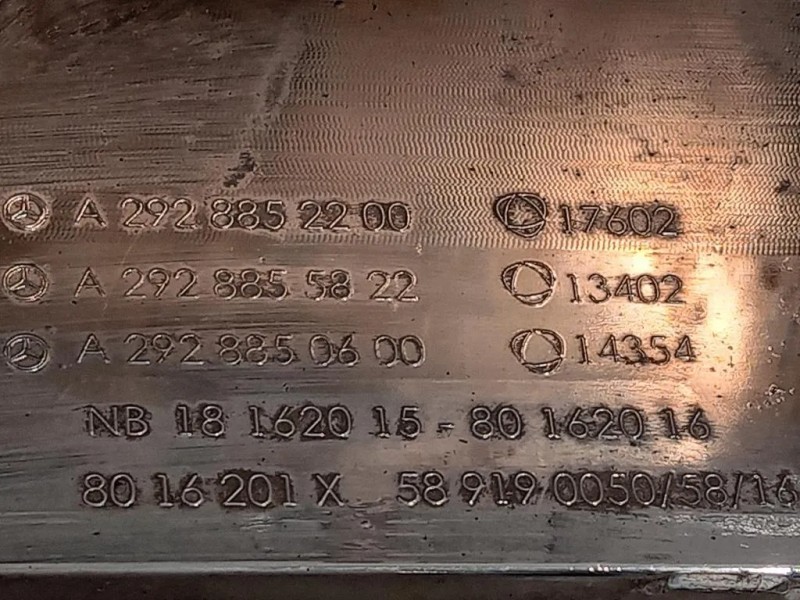 A 292 885 22 00 17602
A 292 885 58 22 13402
A 292 885 06 00 14354
NB 18 1620 15 - 80 1620 16
80 16 201 X 58 919 0050/58/16